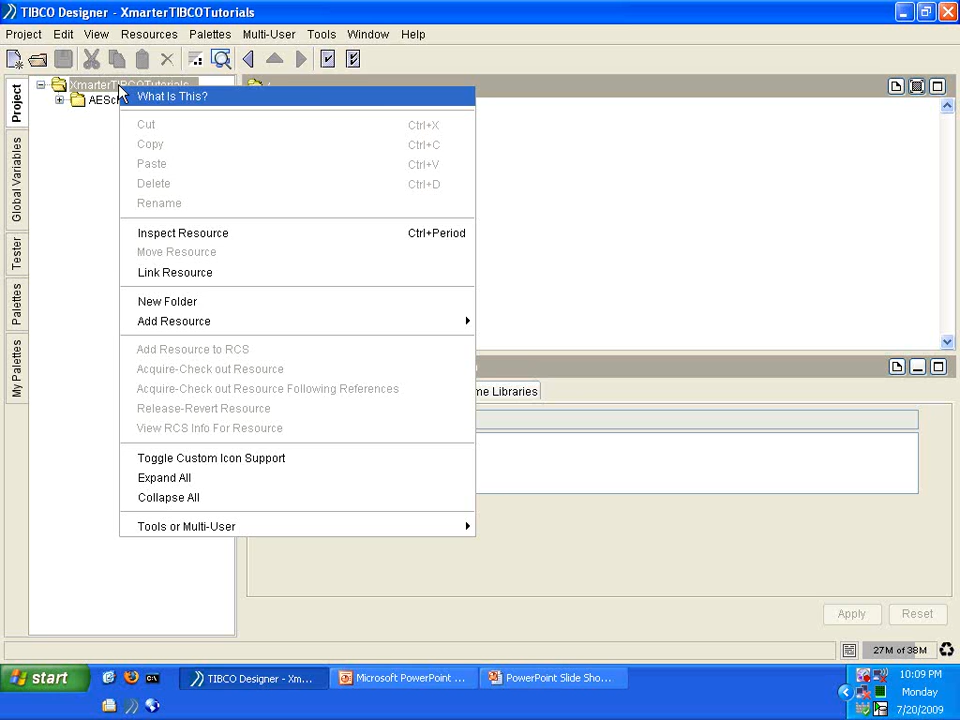 TIBCO Designer - XmarterTIBCOTutorials
Project Edit View Resources Palettes Multi-User Tools Window Help
Project
Global Variables
Tester
Palettes
My Palettes
XmarterTIBCOTutorials
AESch
/
What Is This?
Cut Ctrl+X
Copy Ctrl+C
Paste Ctrl+V
Delete Ctrl+D
Rename
Inspect Resource Ctrl+Period
Move Resource
Link Resource
New Folder
Add Resource
Add Resource to RCS
Acquire-Check out Resource
Acquire-Check out Resource Following References
Release-Revert Resource
View RCS Info For Resource
Toggle Custom Icon Support
Expand All
Collapse All
Tools or Multi-User
me Libraries
Apply Reset
27M of 38M
start
TIBCO Designer - Xm...
Microsoft PowerPoint ...
PowerPoint Slide Sho...
10:09 PM
Monday
7/20/2009